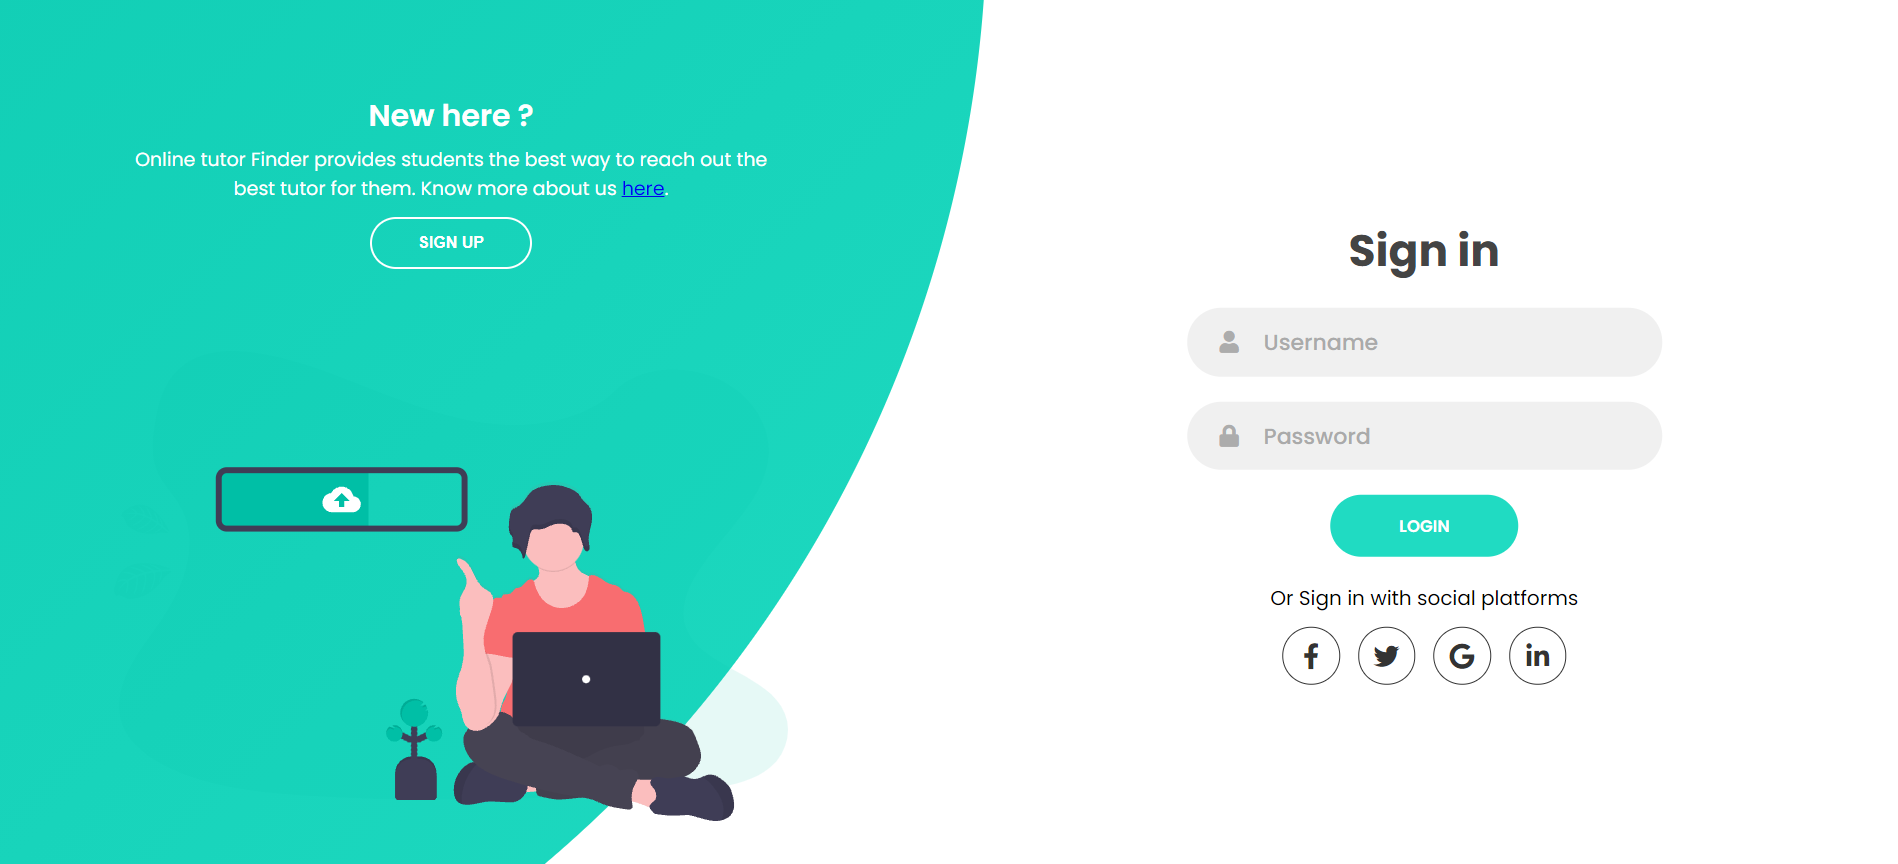 New here ?
Online tutor Finder provides students the best way to reach out the
best tutor for them. Know more about us here.
SIGN UP
Sign in
Username
Password
LOGIN
Or Sign in with social platforms